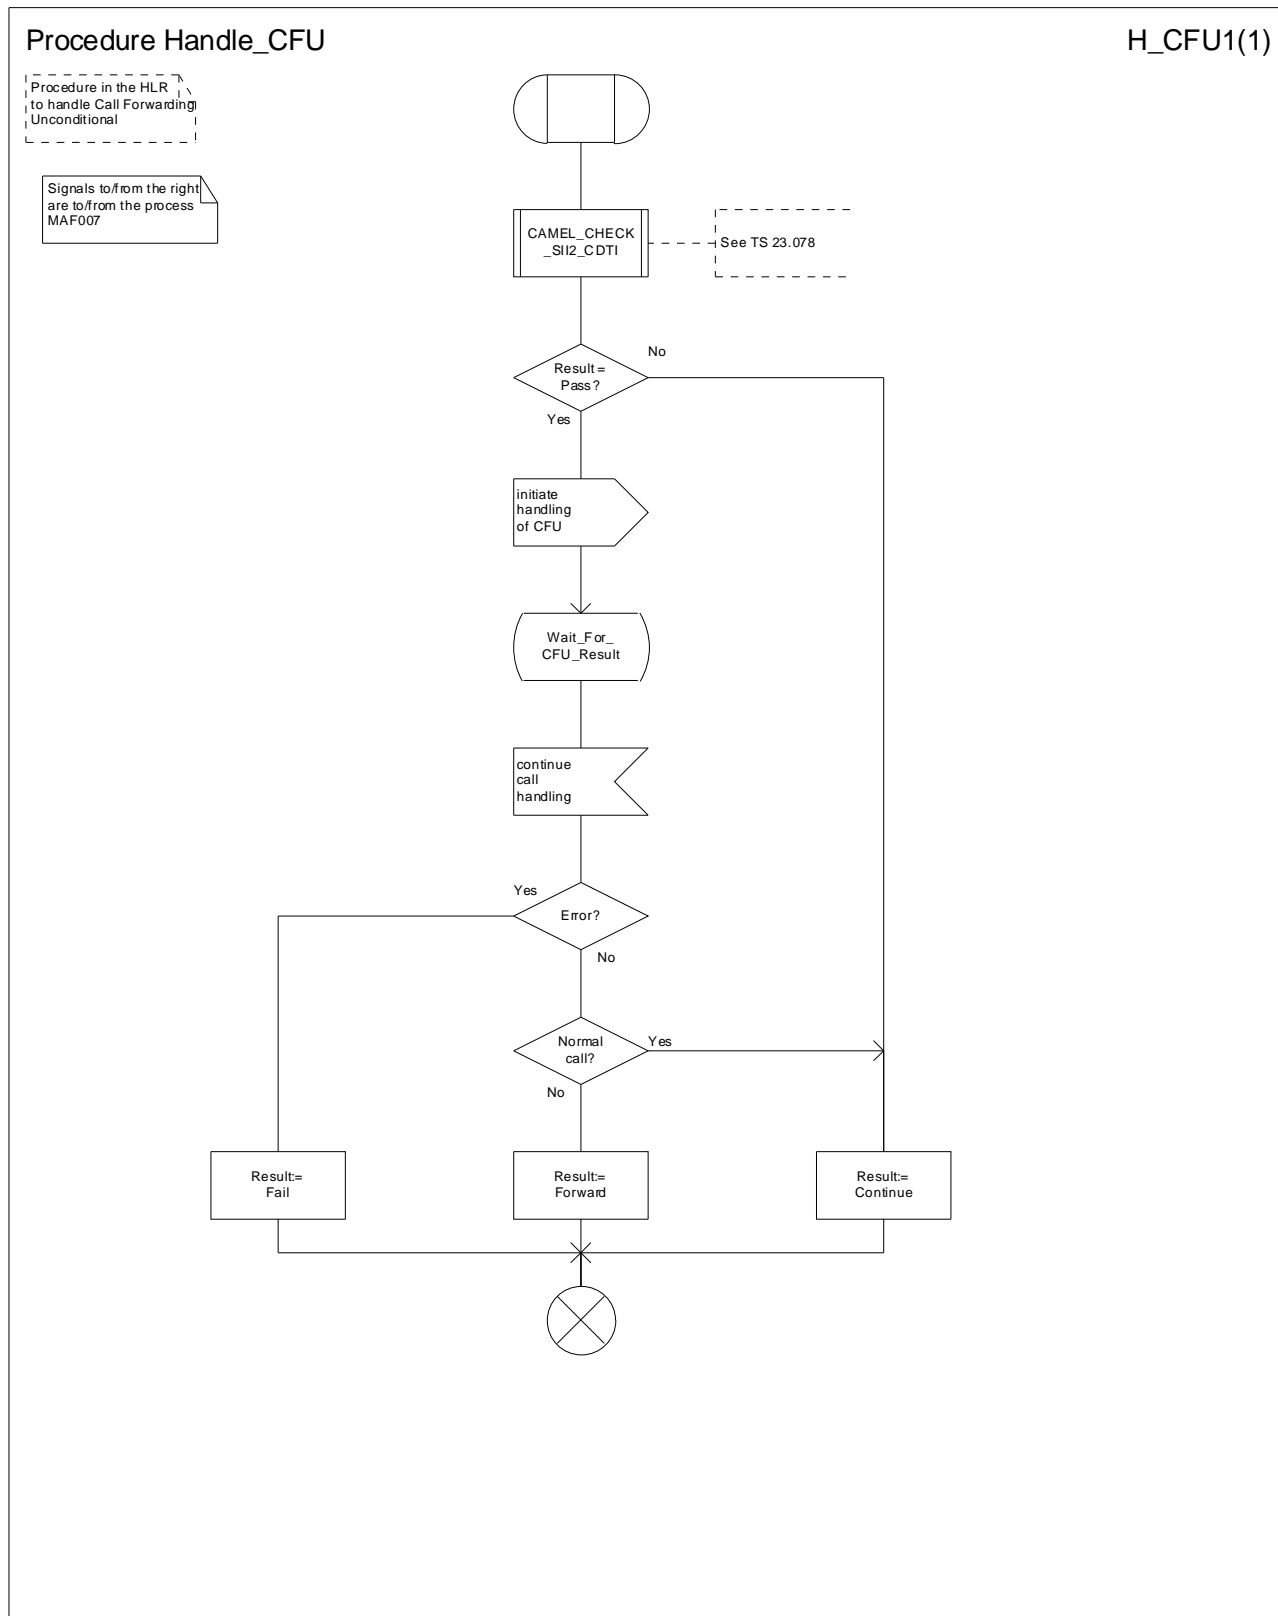 Procedure Handle_CFU
H_CFU1(1)
Procedure in the HLR
to handle Call Forwarding
Unconditional
Signals to/from the right
are to/from the process
MAF007
CAMEL_CHECK
_SII2_CDTI
See TS 23.078
No
Result =
Pass?
Yes
initiate
handling
of CFU
Wait_For_
CFU_Result
continue
call
handling
Yes
Error?
No
Normal
call?
Yes
No
Result:=
Fail
Result:=
Forward
Result:=
Continue